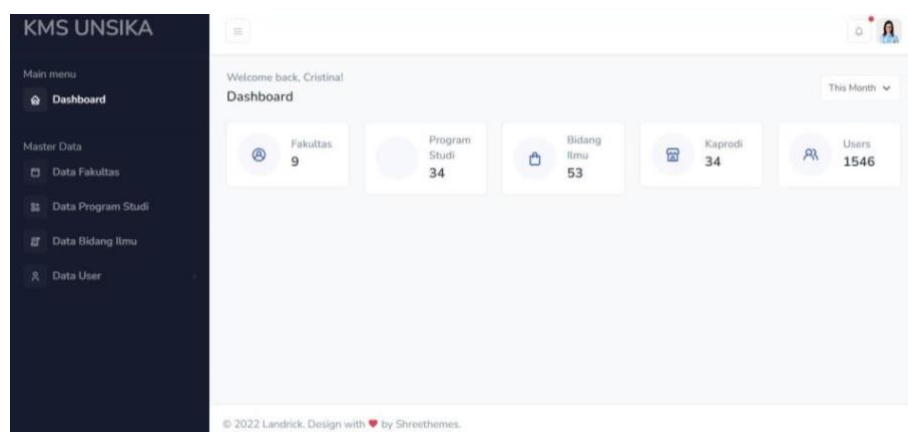 KMS UNSIKA
Main menu
Dashboard
Master Data
Data Fakultas
Data Program Studi
Data Bidang Ilmu
Data User
Welcome back, Cristina!
Dashboard
This Month
Fakultas
9
Program
Studi
34
Bidang
Ilmu
53
Kaprodi
34
Users
1546
© 2022 Landrick. Design with ❤ by Shreethemes.